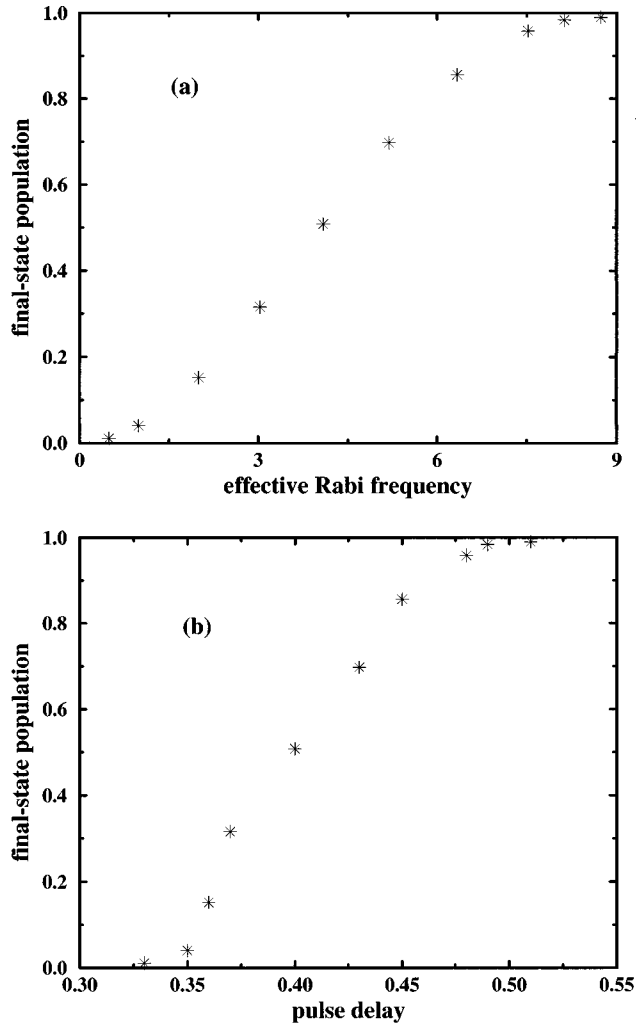 1.0
(a)
0.8
0.6
0.4
0.2
0.0
final-state population
0 3 6 9
effective Rabi frequency
1.0
(b)
0.8
0.6
0.4
0.2
0.0
final-state population
0.30 0.35 0.40 0.45 0.50 0.55
pulse delay